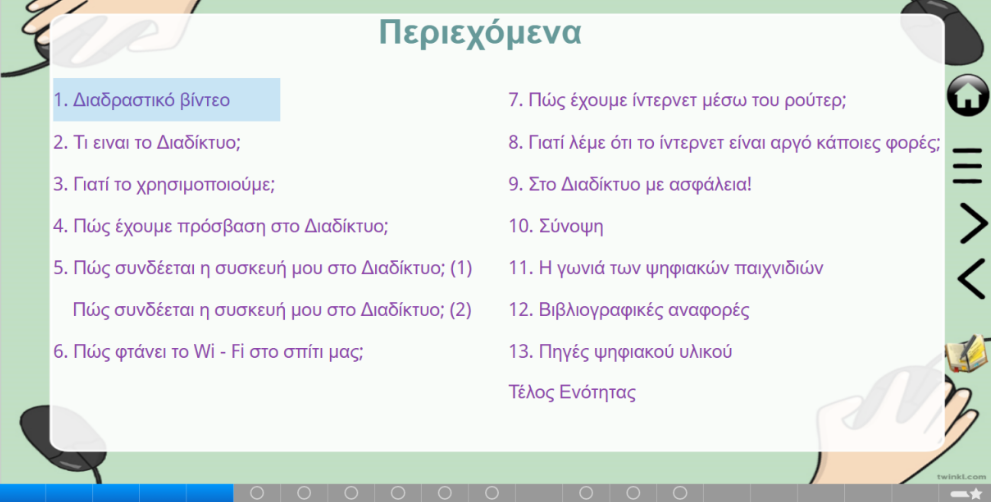 Περιεχόμενα
1. Διαδραστικό βίντεο
2. Τι ειναι το Διαδίκτυο;
3. Γιατί το χρησιμοποιούμε;
4. Πώς έχουμε πρόσβαση στο Διαδίκτυο;
5. Πώς συνδέεται η συσκευή μου στο Διαδίκτυο; (1)
Πώς συνδέεται η συσκευή μου στο Διαδίκτυο; (2)
6. Πώς φτάνει το Wi - Fi στο σπίτι μας;
7. Πώς έχουμε ίντερνετ μέσω του ρούτερ;
8. Γιατί λέμε ότι το ίντερνετ είναι αργό κάποιες φορές;
9. Στο Διαδίκτυο με ασφάλεια!
10. Σύνοψη
11. Η γωνιά των ψηφιακών παιχνιδιών
12. Βιβλιογραφικές αναφορές
13. Πηγές ψηφιακού υλικού
Τέλος Ενότητας
twinkl.com